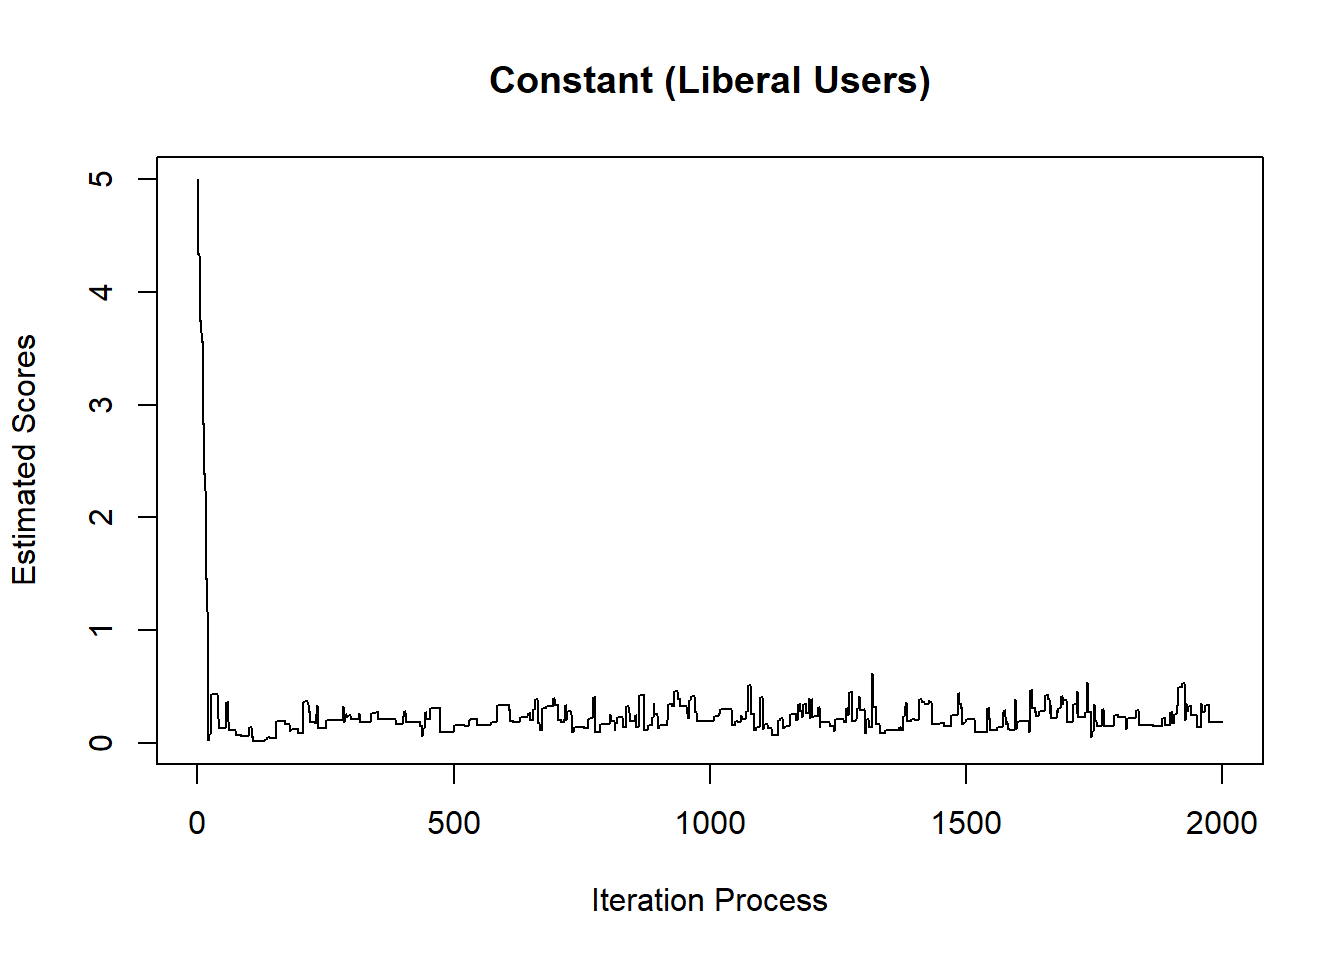 Constant (Liberal Users)
Estimated Scores
5
4
3
2
1
0
0 500 1000 1500 2000
Iteration Process